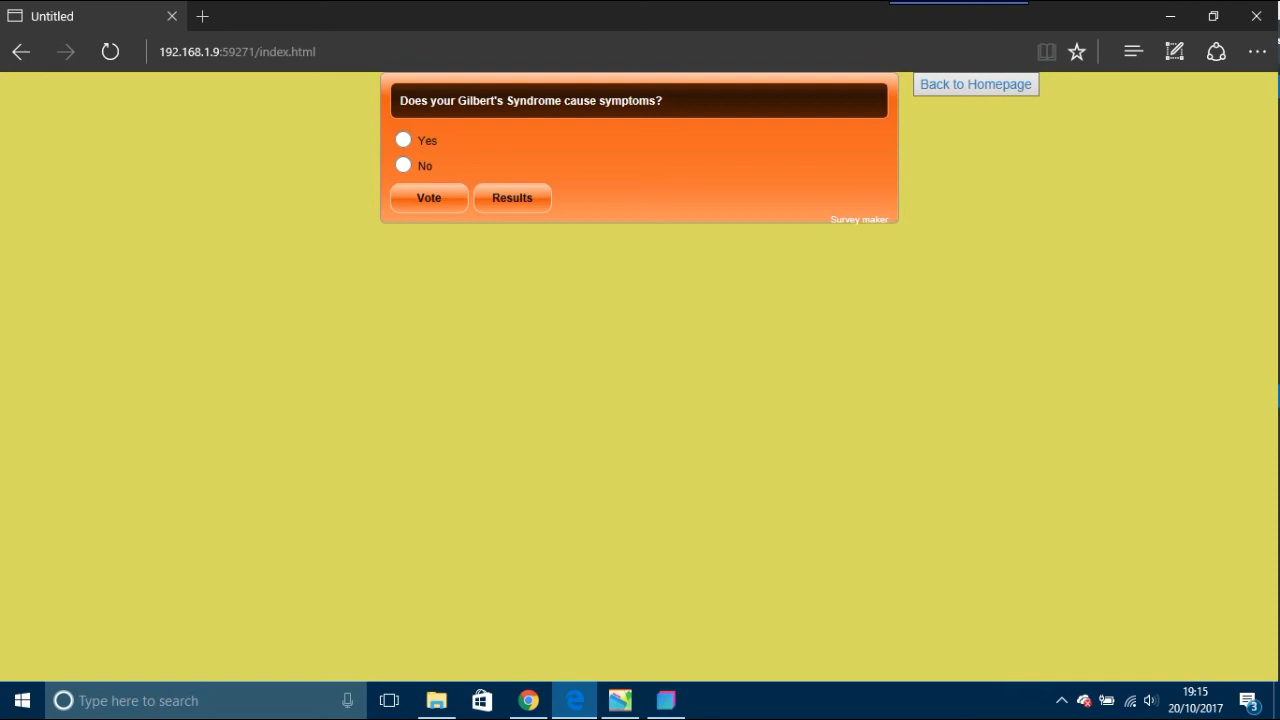 Untitled
192.168.1.9:59271/index.html
Back to Homepage
Does your Gilbert's Syndrome cause symptoms?
Yes
No
Vote Results
Survey maker
Type here to search
19:15
20/10/2017
3